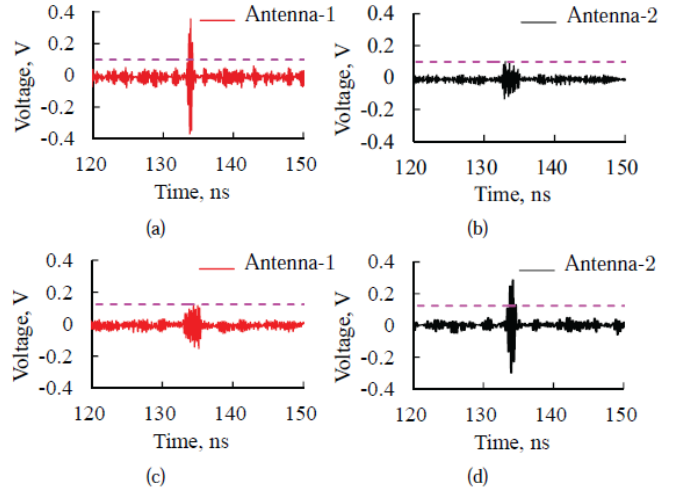 Antenna-1
Voltage, V
0.4
0.2
0
-0.2
-0.4
120 130 140 150
Time, ns
(a)
Antenna-2
Voltage, V
0.4
0.2
0
-0.2
-0.4
120 130 140 150
Time, ns
(b)
Antenna-1
Voltage, V
0.4
0.2
0
-0.2
-0.4
120 130 140 150
Time, ns
(c)
Antenna-2
Voltage, V
0.4
0.2
0
-0.2
-0.4
120 130 140 150
Time, ns
(d)